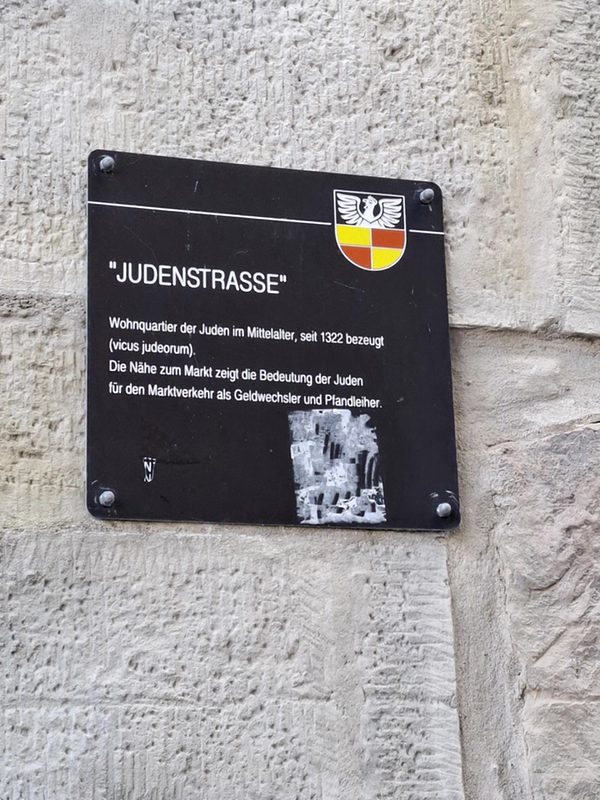 "JUDENSTRASSE"
Wohnquartier der Juden im Mittelalter, seit 1322 bezeugt
(vicus judeorum).
Die Nähe zum Markt zeigt die Bedeutung der Juden
für den Marktverkehr als Geldwechsler und Pfandleiher.
N